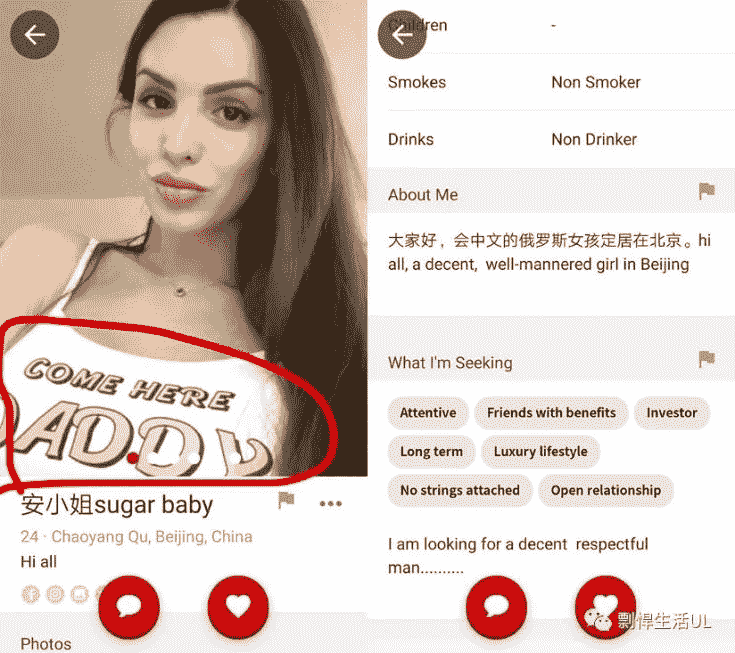 COME HERE
DADDY
安小姐sugar baby
24 · Chaoyang Qu, Beijing, China
Hi all
Photos
Children -
Smokes Non Smoker
Drinks Non Drinker
About Me
大家好，会中文的俄罗斯女孩定居在北京。hi
all, a decent, well-mannered girl in Beijing
What I'm Seeking
Attentive Friends with benefits Investor
Long term Luxury lifestyle
No strings attached Open relationship
I am looking for a decent respectful
man..........
剽悍生活UL